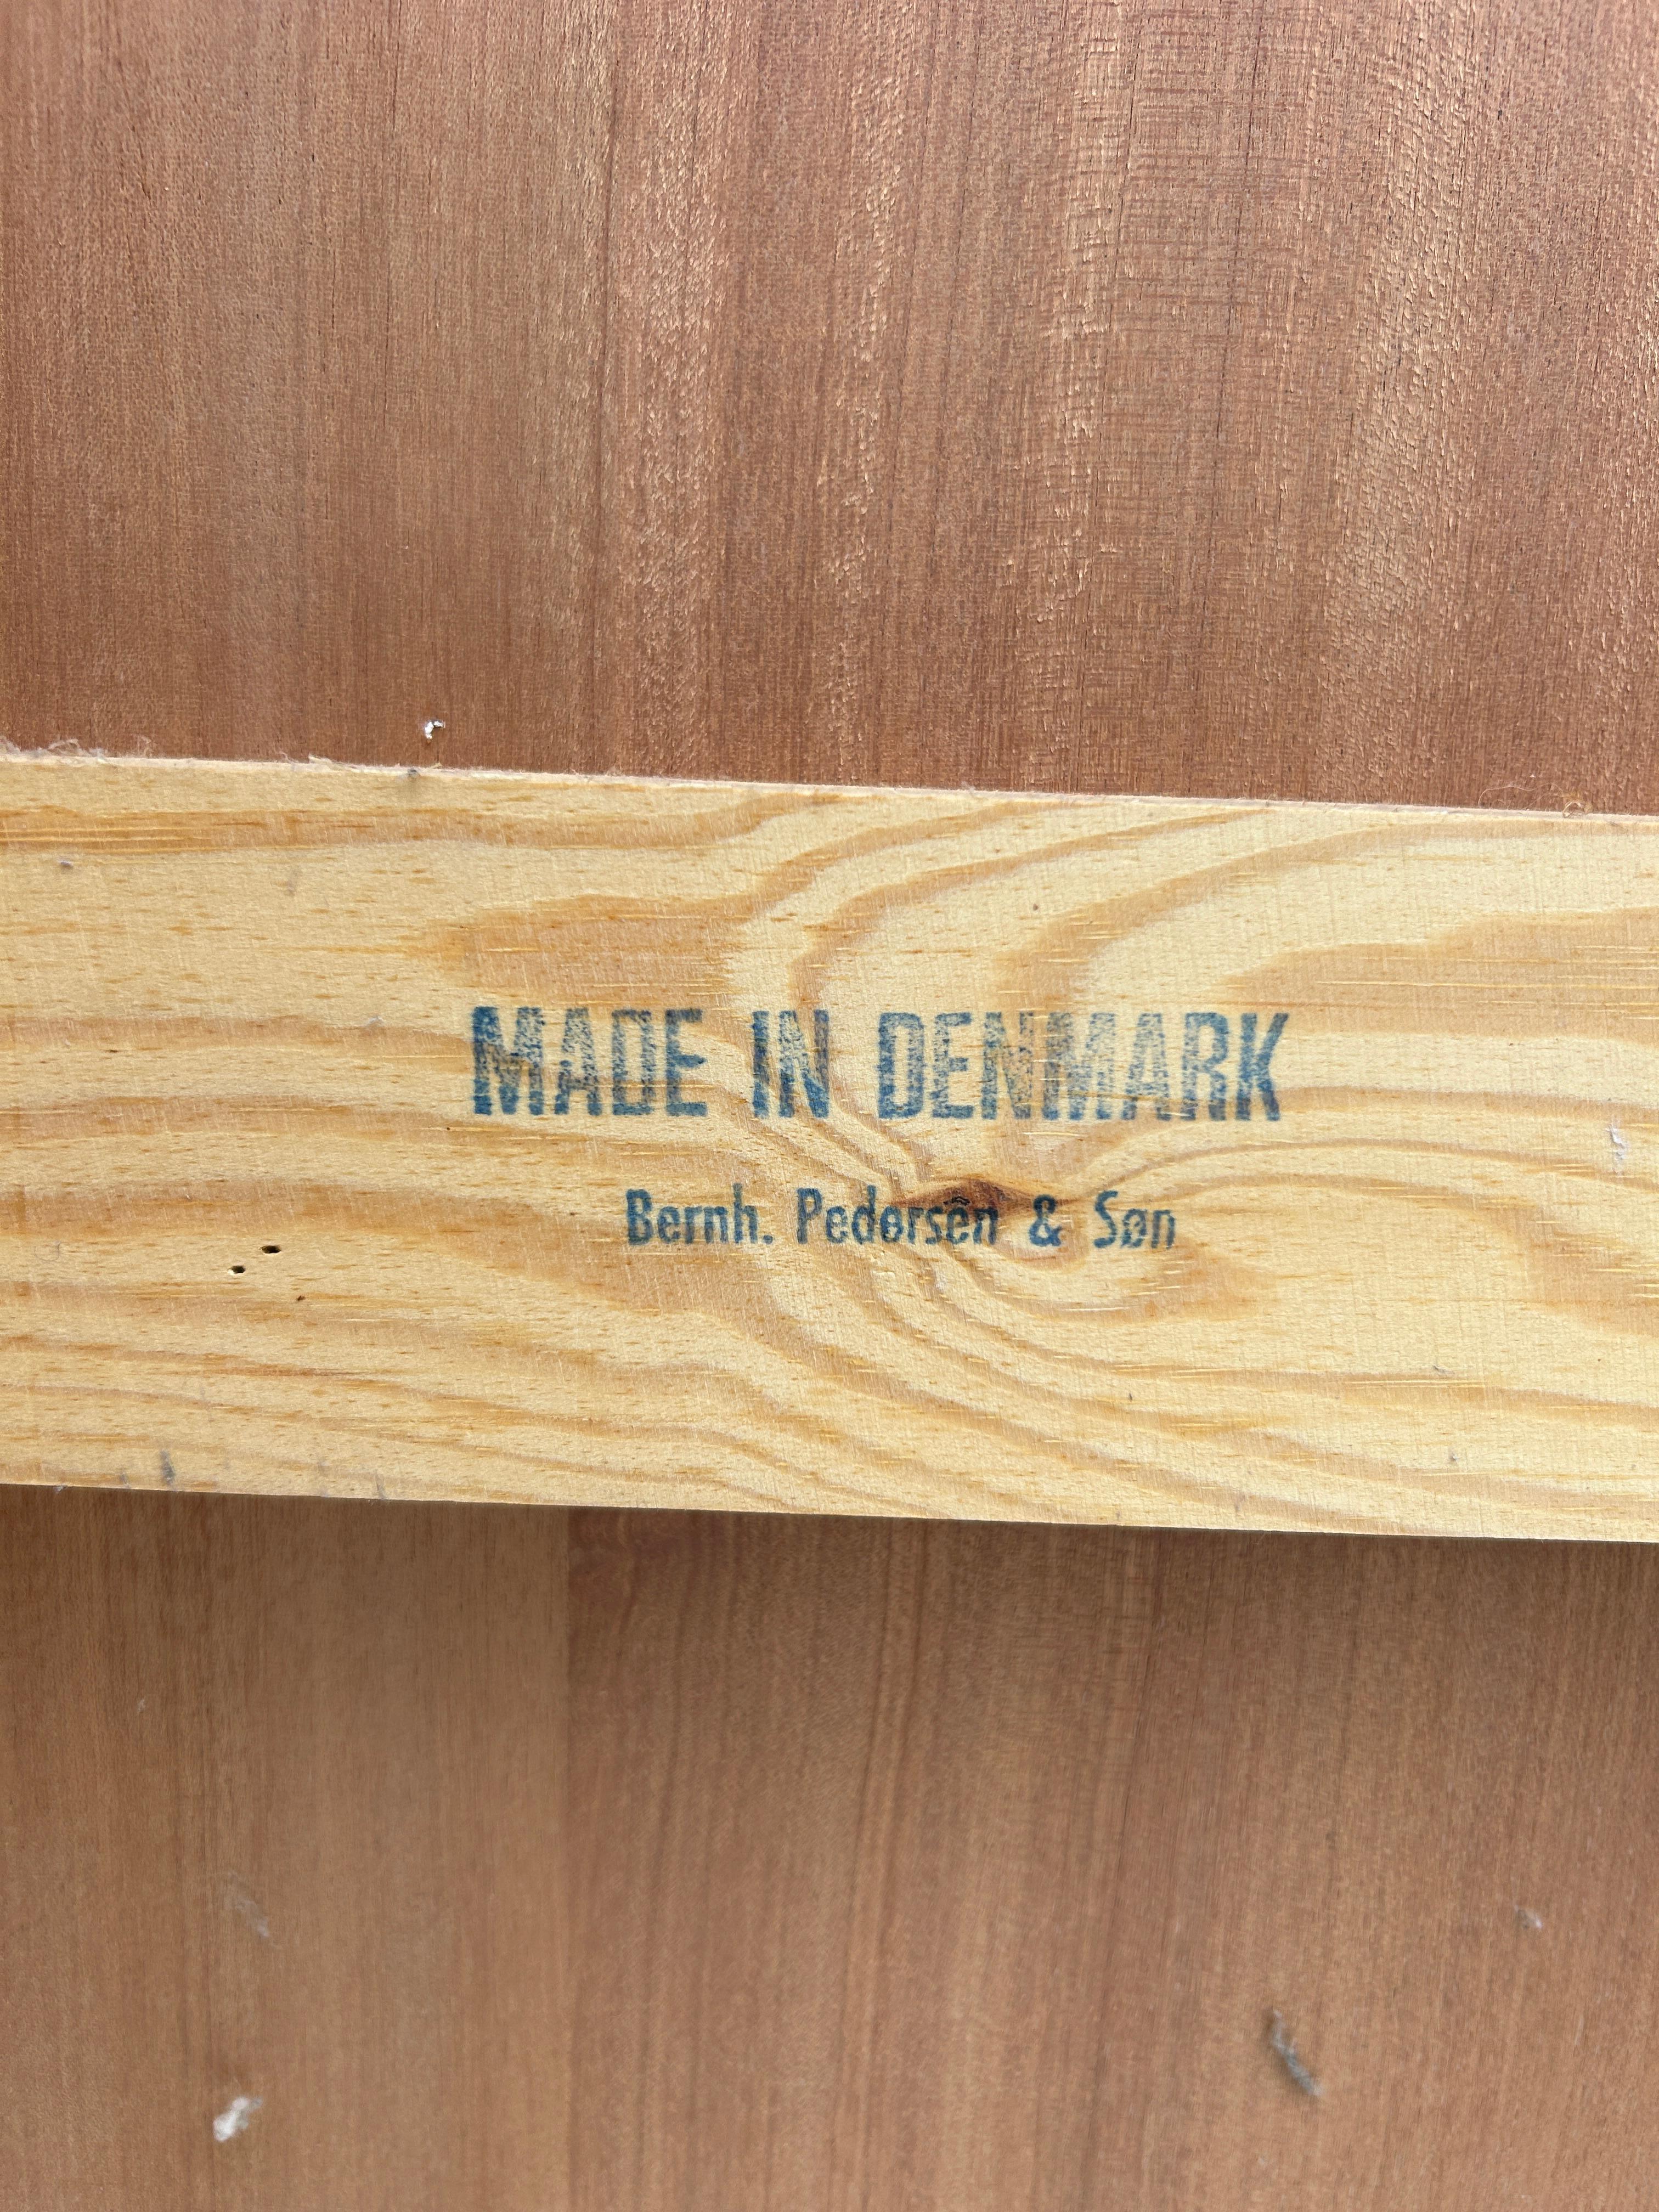 MADE IN DENMARK
Bernh. Pedersen & Søn